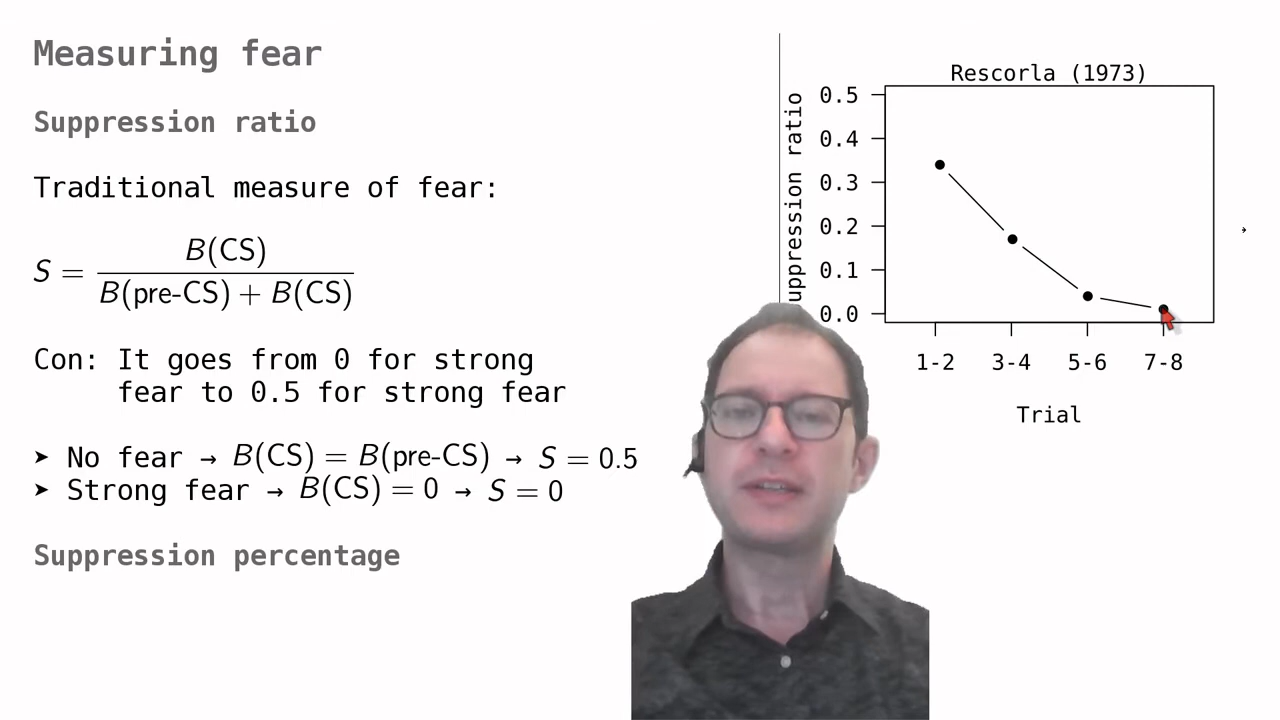 Measuring fear
Suppression ratio
Traditional measure of fear:
S = B(CS) / B(pre-CS) + B(CS)
Con: It goes from 0 for strong
fear to 0.5 for strong fear
➤ No fear → B(CS) = B(pre-CS) → S = 0.5
➤ Strong fear → B(CS) = 0 → S = 0
Suppression percentage
Rescorla (1973)
uppression ratio
0.5
0.4
0.3
0.2
0.1
0.0
1-2 3-4 5-6 7-8
Trial